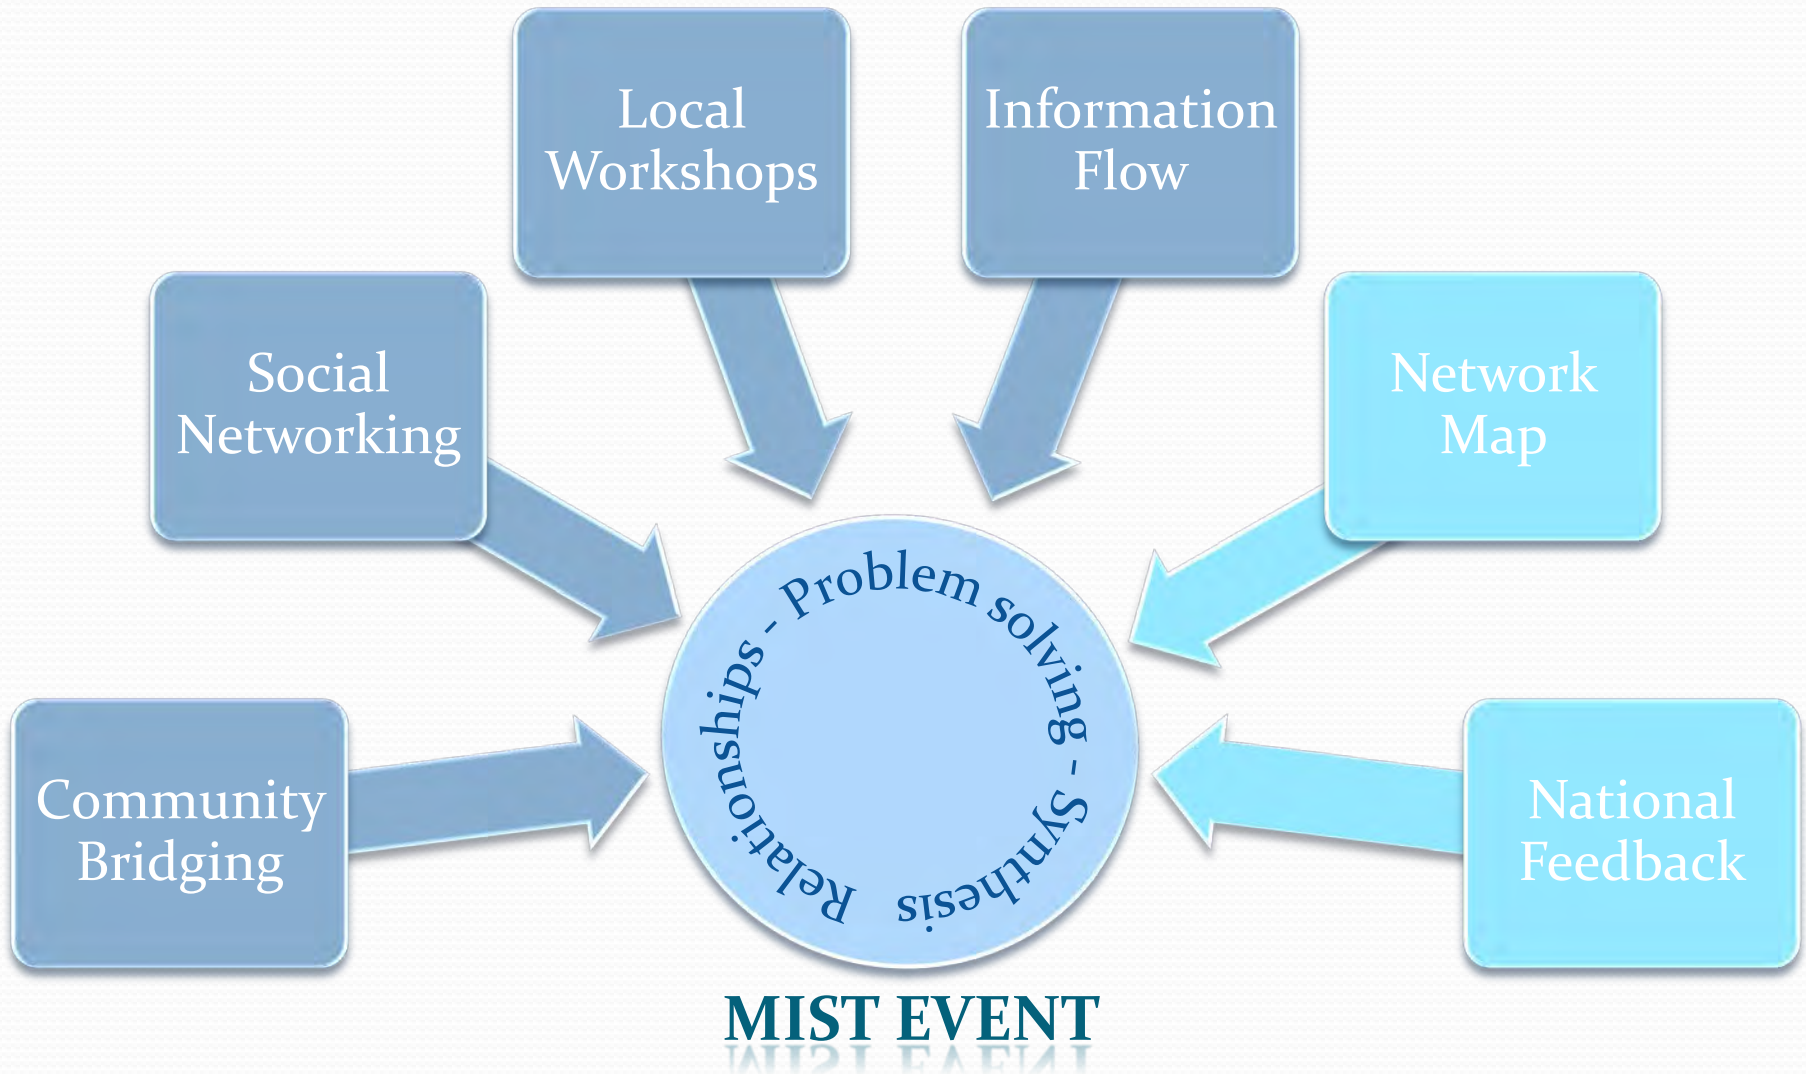 Local
Workshops
Information
Flow
Social
Networking
Network
Map
Community
Bridging
National
Feedback
Relationships - Problem solving - Synthesis
MIST EVENT